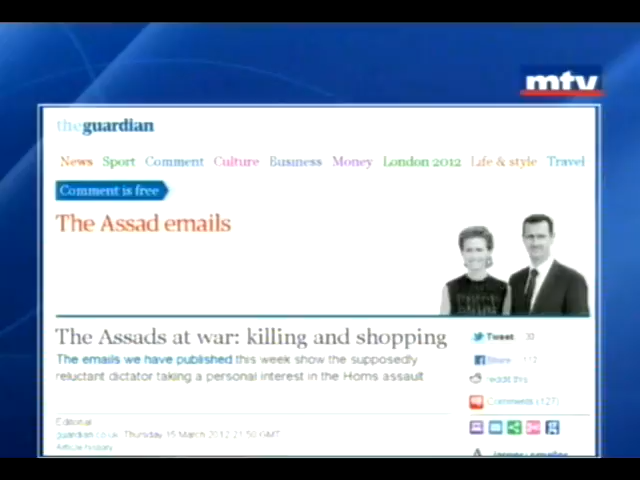 mtv
theguardian
News Sport Comment Culture Business Money London 2012 Life & style Travel
Comment is free
The Assad emails
The Assads at war: killing and shopping
The emails we have published this week show the supposedly
reluctant dictator taking a personal interest in the Homs assault
Tweet
Share
reddit this
Comments (127)
Editorial
guardian.co.uk, Thursday 15 March 2012 21.50 GMT
Article history